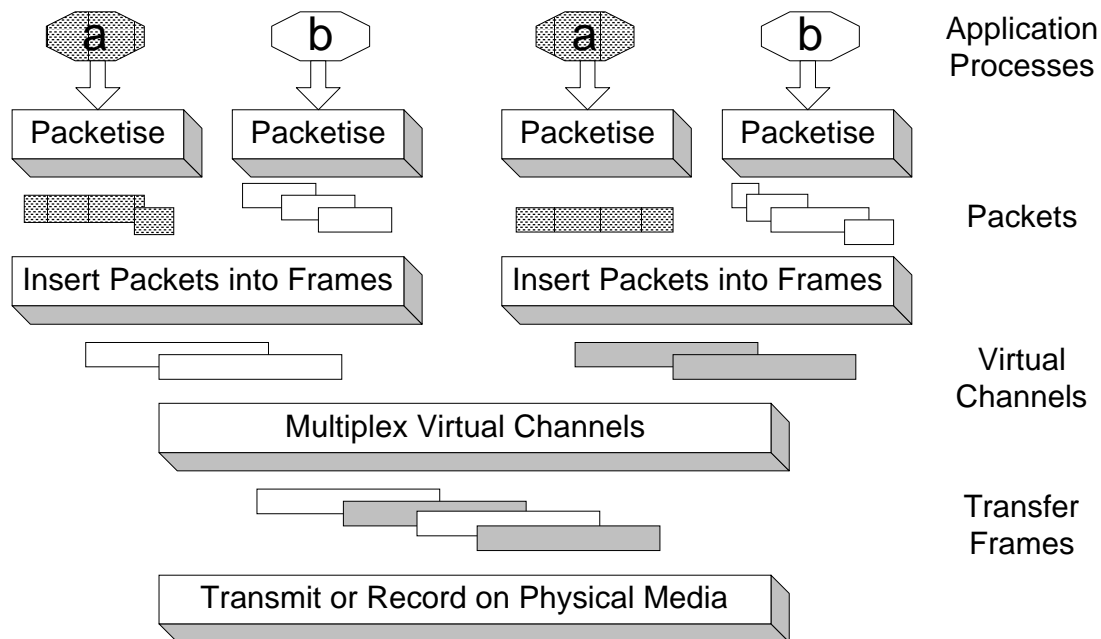 a
b
a
b
Application
Processes
Packetise
Packetise
Packetise
Packetise
Packets
Insert Packets into Frames
Insert Packets into Frames
Virtual
Channels
Multiplex Virtual Channels
Transfer
Frames
Transmit or Record on Physical Media